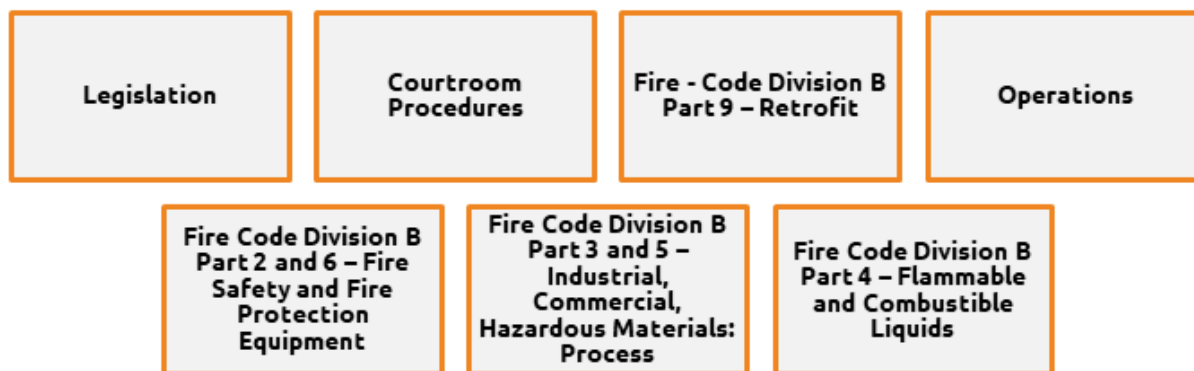 Legislation
Courtroom
Procedures
Fire - Code Division B
Part 9 – Retrofit
Operations
Fire Code Division B
Part 2 and 6 – Fire
Safety and Fire
Protection
Equipment
Fire Code Division B
Part 3 and 5 –
Industrial,
Commercial,
Hazardous Materials:
Process
Fire Code Division B
Part 4 – Flammable
and Combustible
Liquids